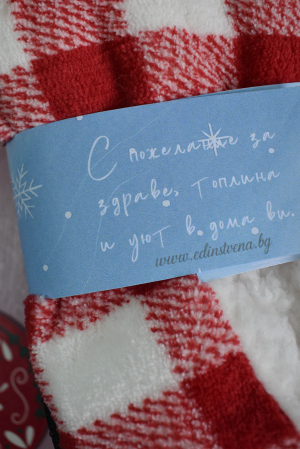 С пожелание за
здраве, топлина
и уют в дома ви.
www.edinstvena.bg